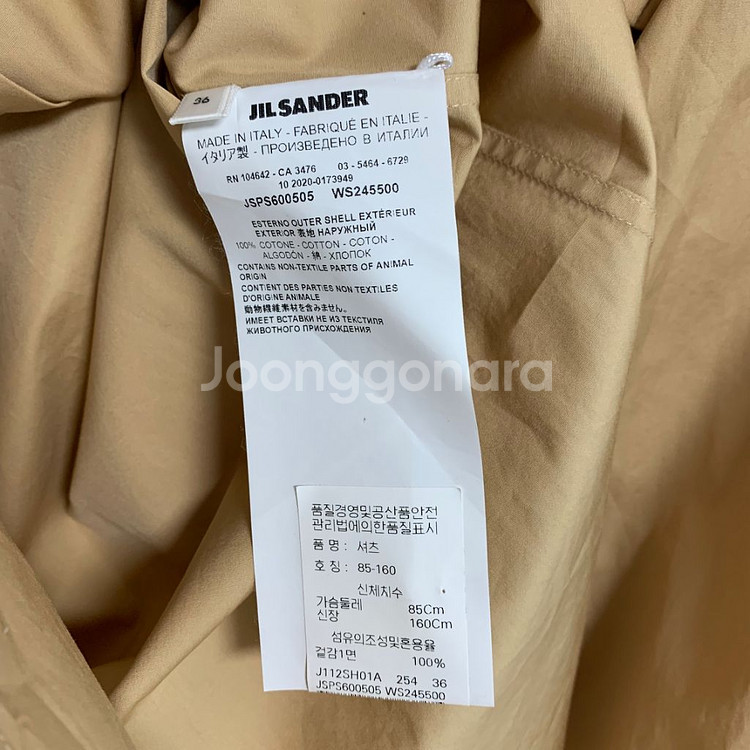 36
JIL SANDER
MADE IN ITALY - FABRIQUÉ EN ITALIE -
イタリア製 - ПРОИЗВЕДЕНО В ИТАЛИИ
RN 104642 - CA 3476 03 - 5464 - 6729
10 2020-0173949
JSPS600505 WS245500
ESTERNO OUTER SHELL EXTÉRIEUR
EXTERIOR 表地 НАРУЖНЫЙ
100% COTONE - COTTON - COTON -
ALGODON - 綿 - ХЛОПОК
CONTAINS NON-TEXTILE PARTS OF ANIMAL
ORIGIN
CONTIENT DES PARTIES NON TEXTILES
D'ORIGINE ANIMALE
動物繊維素材を含みません。
ИМЕЕТ ВСТАВКИ НЕ ИЗ ТЕКСТИЛЯ
ЖИВОТНОГО ПРИСХОЖДЕНИЯ
Joonggonara
품질경영및공산품안전
관리법에의한품질표시
품 명 : 셔츠
호 칭 : 85-160
신체치수
가슴둘레 85Cm
신장 160Cm
섬유의조성및혼용율
겉감1면 100%
J112SH01A 254 36
JSPS600505 WS245500